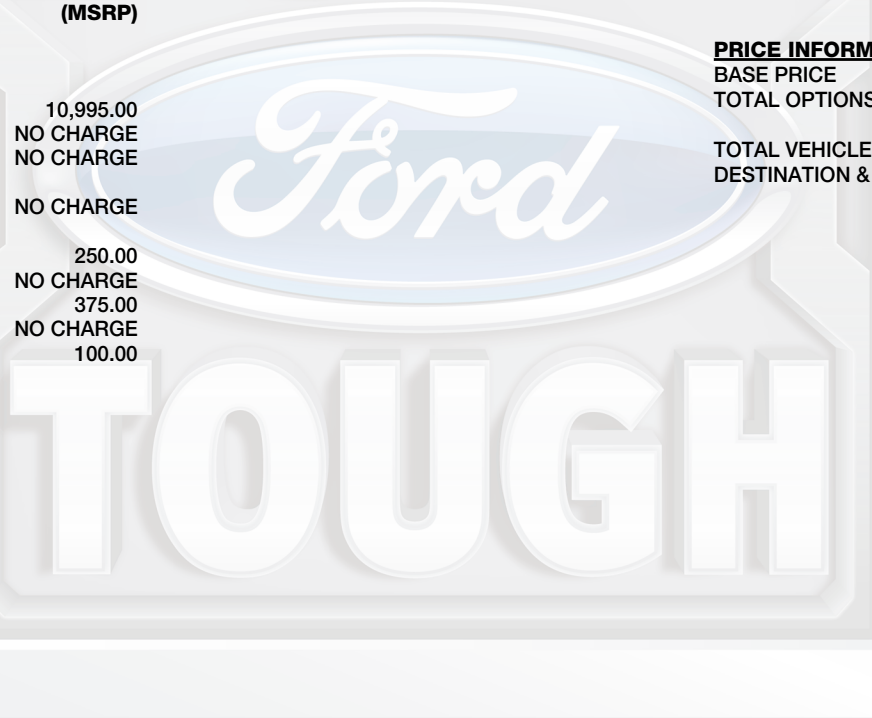 (MSRP)
10,995.00
NO CHARGE
NO CHARGE
NO CHARGE
250.00
NO CHARGE
375.00
NO CHARGE
100.00
PRICE INFORM
BASE PRICE
TOTAL OPTIONS
TOTAL VEHICLE
DESTINATION &
Ford
TOUGH